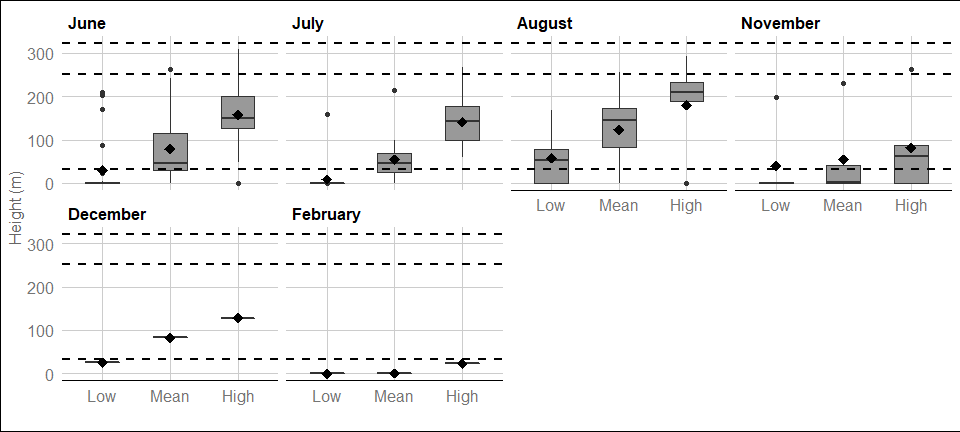 June July August November
300
200
100
0
Low Mean High Low Mean High
Height (m)
December February
300
200
100
0
Low Mean High Low Mean High